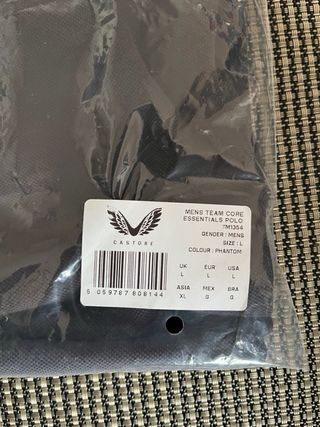 CASTORE
MENS TEAM CORE
ESSENTIALS POLO
TM1354
GENDER : MENS
SIZE : L
COLOUR : PHANTOM
UK EUR USA
L L L
ASIA MEX BRA
XL G G
5 059787 808144